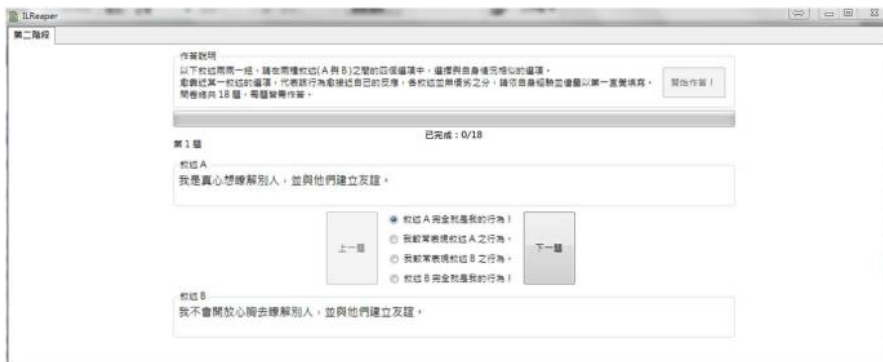 ILReaper
第二階段
作答說明
以下敘述兩兩一組，請在兩種敘述(A 與 B)之間的四個選項中，選擇與自身情況相似的選項。
愈靠近某一敘述的選項，代表該行為愈接近自己的反應，各敘述並無優劣之分，請依自身經驗並儘量以第一直覺填寫。
問卷總共 18 題，每題皆需作答。
開始作答！
已完成：0/18
第 1 題
敘述 A
我是真心想瞭解別人，並與他們建立友誼。
上一題
敘述 A 完全就是我的行為！
我較常表現敘述 A 之行為。
我較常表現敘述 B 之行為。
敘述 B 完全就是我的行為！
下一題
敘述 B
我不會開放心胸去瞭解別人，並與他們建立友誼。